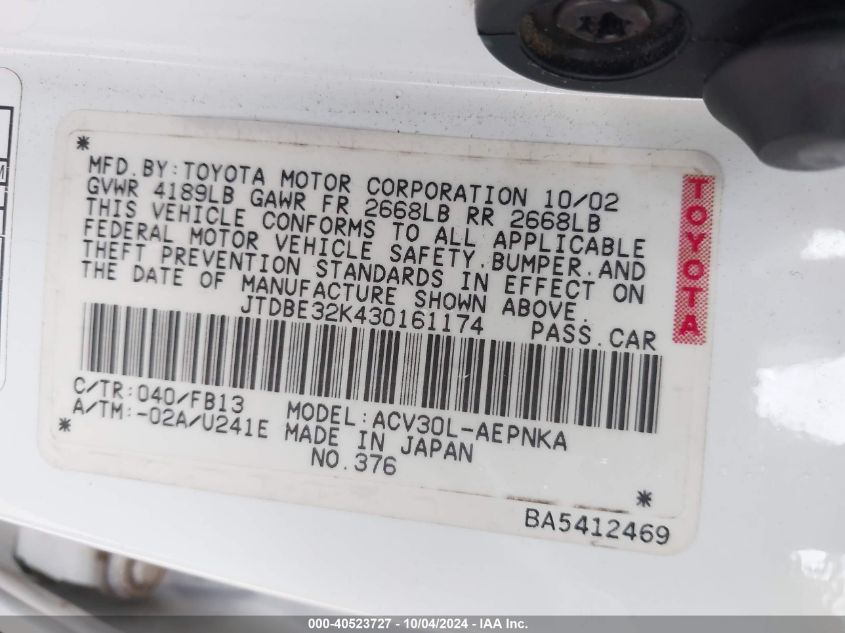 *
MFD.BY:TOYOTA MOTOR CORPORATION 10/02
GVWR 4189LB GAWR FR 2668LB RR 2668LB
THIS VEHICLE CONFORMS TO ALL APPLICABLE
FEDERAL MOTOR VEHICLE SAFETY,BUMPER,AND
THEFT PREVENTION STANDARDS IN EFFECT ON
THE DATE OF MANUFACTURE SHOWN ABOVE.
JTDBE32K430161174 PASS.CAR
TOYOTA
C/TR:040/FB13 MODEL:ACV30L-AEPNKA
A/TM:-02A/U241E MADE IN JAPAN
* NO.376 *
BA5412469
M
000-40523727 - 10/04/2024 - IAA Inc.